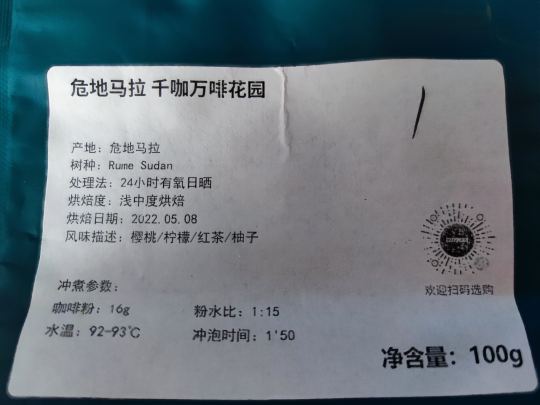 危地马拉 千咖万啡花园
产地：危地马拉
树种：Rume Sudan
处理法：24小时有氧日晒
烘焙度：浅中度烘焙
烘焙日期：2022.05.08
风味描述：樱桃/柠檬/红茶/柚子
欢迎扫码选购
冲煮参数：
咖啡粉：16g 粉水比：1:15
水温：92-93℃ 冲泡时间：1'50
净含量：100g